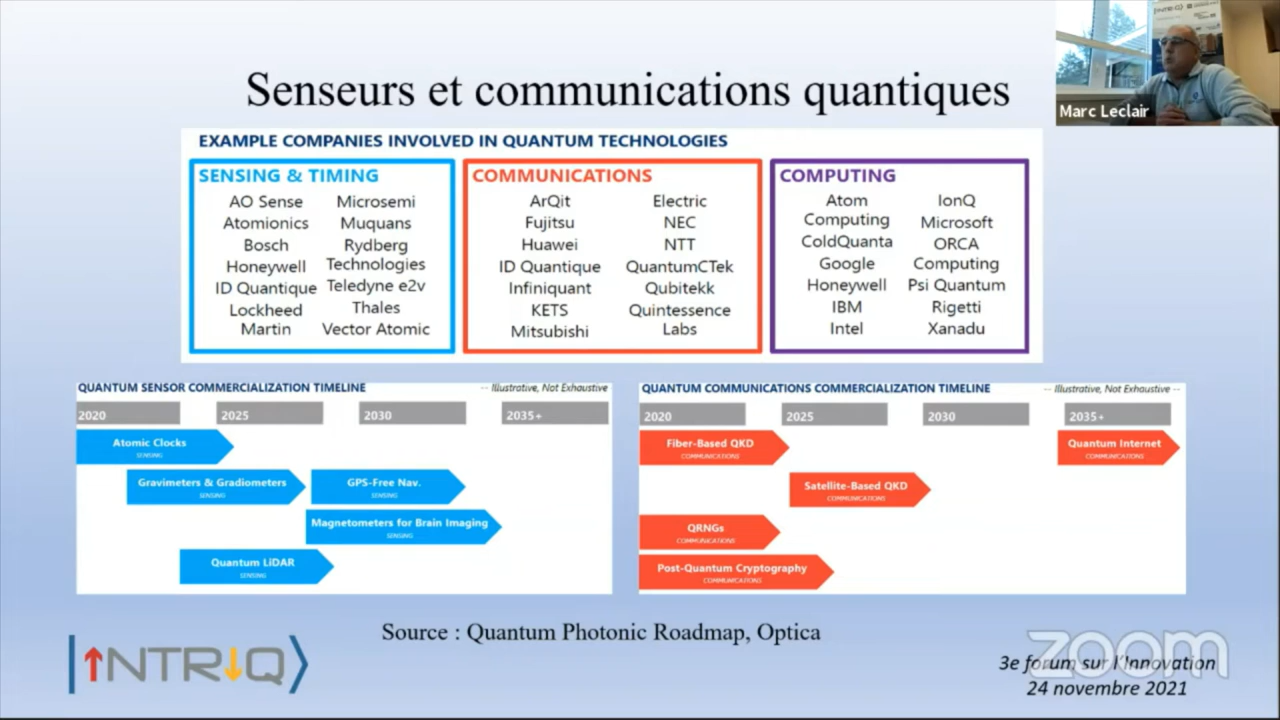 INTRIQ
Marc Leclair
Senseurs et communications quantiques
EXAMPLE COMPANIES INVOLVED IN QUANTUM TECHNOLOGIES
SENSING & TIMING
AO Sense
Atomionics
Bosch
Honeywell
ID Quantique
Lockheed
Martin
Microsemi
Muquans
Rydberg
Technologies
Teledyne e2v
Thales
Vector Atomic
COMMUNICATIONS
ArQit
Fujitsu
Huawei
ID Quantique
Infiniquant
KETS
Mitsubishi
Electric
NEC
NTT
QuantumCTek
Qubitekk
Quintessence
Labs
COMPUTING
Atom
Computing
ColdQuanta
Google
Honeywell
IBM
Intel
IonQ
Microsoft
ORCA
Computing
Psi Quantum
Rigetti
Xanadu
QUANTUM SENSOR COMMERCIALIZATION TIMELINE
-- Illustrative, Not Exhaustive
2020
2025
2030
2035+
Atomic Clocks
SENSING
Gravimeters & Gradiometers
SENSING
GPS-Free Nav.
SENSING
Magnetometers for Brain Imaging
SENSING
Quantum LiDAR
SENSING
QUANTUM COMMUNICATIONS COMMERCIALIZATION TIMELINE
-- Illustrative, Not Exhaustive --
2020
2025
2030
2035+
Fiber-Based QKD
COMMUNICATIONS
Quantum Internet
COMMUNICATIONS
Satellite-Based QKD
COMMUNICATIONS
QRNGs
COMMUNICATIONS
Post-Quantum Cryptography
COMMUNICATIONS
Source : Quantum Photonic Roadmap, Optica
INTRIQ
zoom
3e forum sur l'Innovation
24 novembre 2021